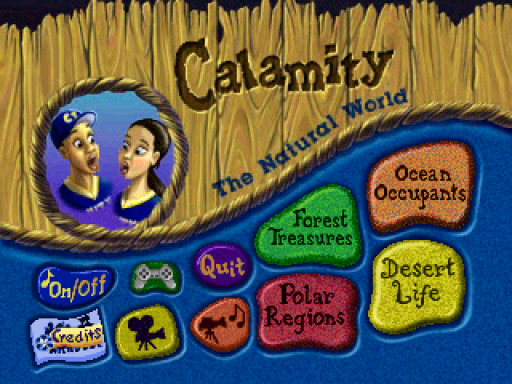 Calamity
The Natural World
Ocean
Occupants
Forest
Treasures
Desert
Life
Polar
Regions
Quit
On/Off
Credits